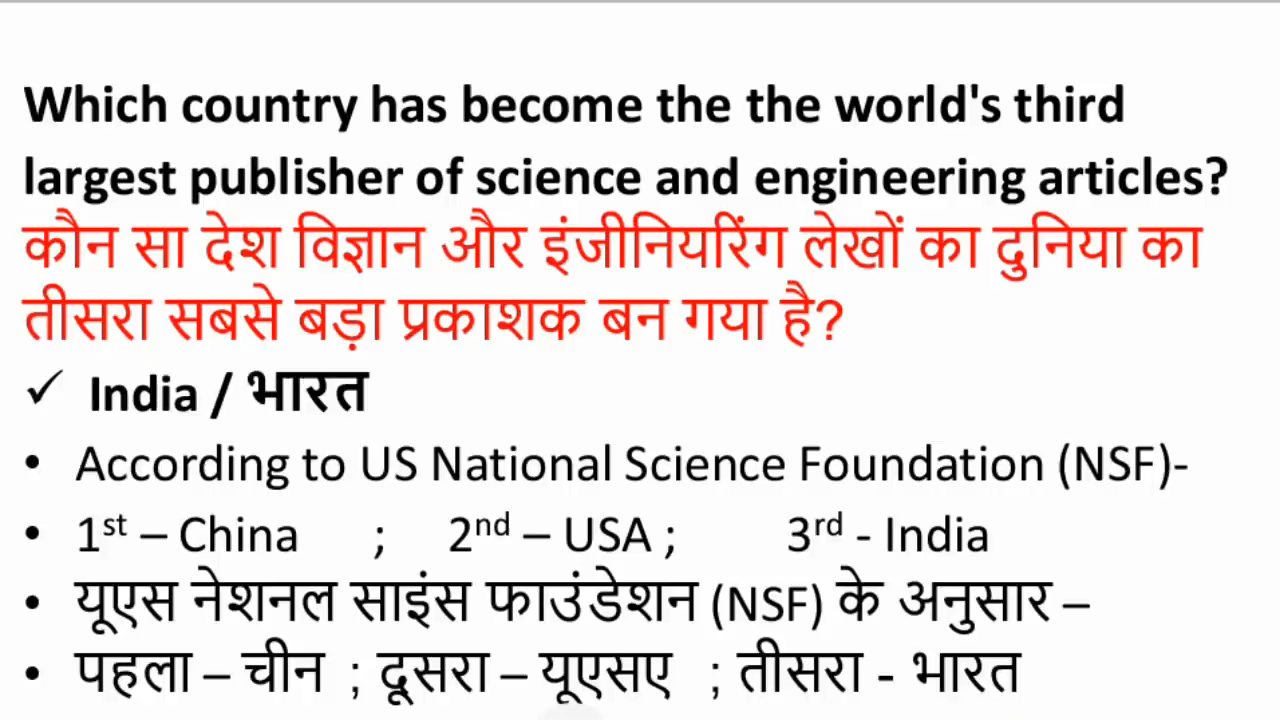 Which country has become the the world's third
largest publisher of science and engineering articles?
कौन सा देश विज्ञान और इंजीनियरिंग लेखों का दुनिया का
तीसरा सबसे बड़ा प्रकाशक बन गया है?
✓ India / भारत
• According to US National Science Foundation (NSF)-
• 1st – China ; 2nd – USA ; 3rd - India
• यूएस नेशनल साइंस फाउंडेशन (NSF) के अनुसार –
• पहला – चीन ; दूसरा – यूएसए ; तीसरा - भारत